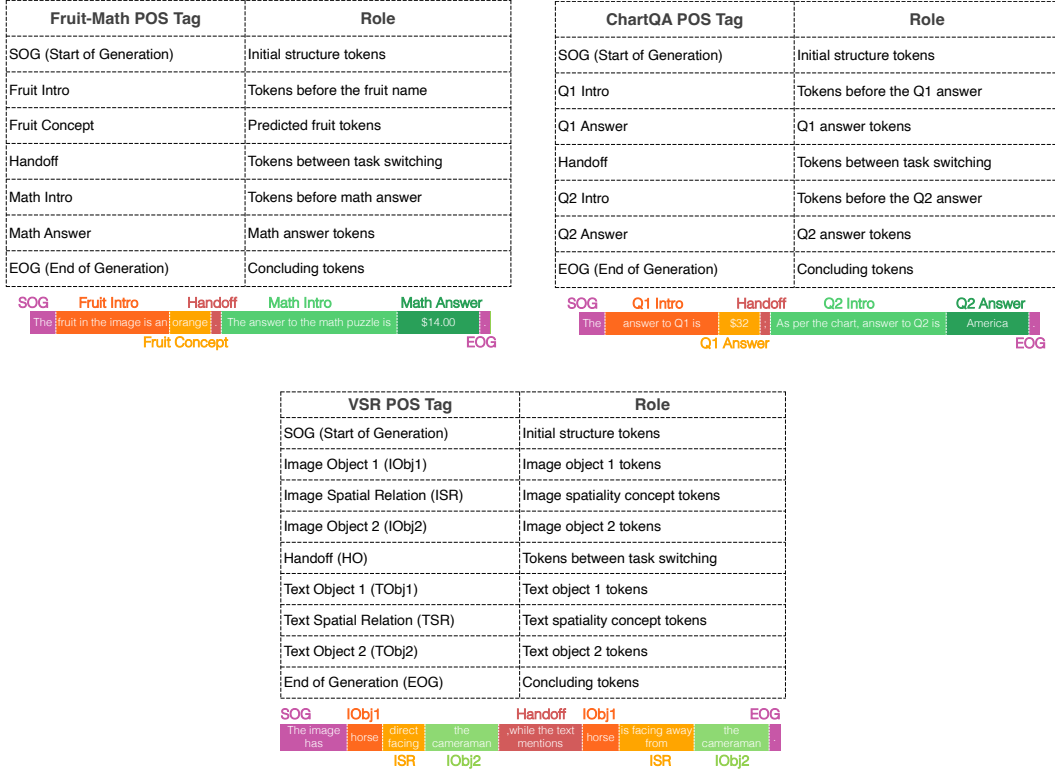 Fruit-Math POS Tag Role
SOG (Start of Generation) Initial structure tokens
Fruit Intro Tokens before the fruit name
Fruit Concept Predicted fruit tokens
Handoff Tokens between task switching
Math Intro Tokens before math answer
Math Answer Math answer tokens
EOG (End of Generation) Concluding tokens
SOG Fruit Intro Handoff Math Intro Math Answer
The fruit in the image is an orange . The answer to the math puzzle is $14.00 .
Fruit Concept EOG
ChartQA POS Tag Role
SOG (Start of Generation) Initial structure tokens
Q1 Intro Tokens before the Q1 answer
Q1 Answer Q1 answer tokens
Handoff Tokens between task switching
Q2 Intro Tokens before the Q2 answer
Q2 Answer Q2 answer tokens
EOG (End of Generation) Concluding tokens
SOG Q1 Intro Handoff Q2 Intro Q2 Answer
The answer to Q1 is $32 ; As per the chart, answer to Q2 is America .
Q1 Answer EOG
VSR POS Tag Role
SOG (Start of Generation) Initial structure tokens
Image Object 1 (IObj1) Image object 1 tokens
Image Spatial Relation (ISR) Image spatiality concept tokens
Image Object 2 (IObj2) Image object 2 tokens
Handoff (HO) Tokens between task switching
Text Object 1 (TObj1) Text object 1 tokens
Text Spatial Relation (TSR) Text spatiality concept tokens
Text Object 2 (TObj2) Text object 2 tokens
End of Generation (EOG) Concluding tokens
SOG IObj1 Handoff IObj1 EOG
The image has horse direct facing the cameraman ,while the text mentions horse is facing away from the cameraman .
ISR IObj2 ISR IObj2